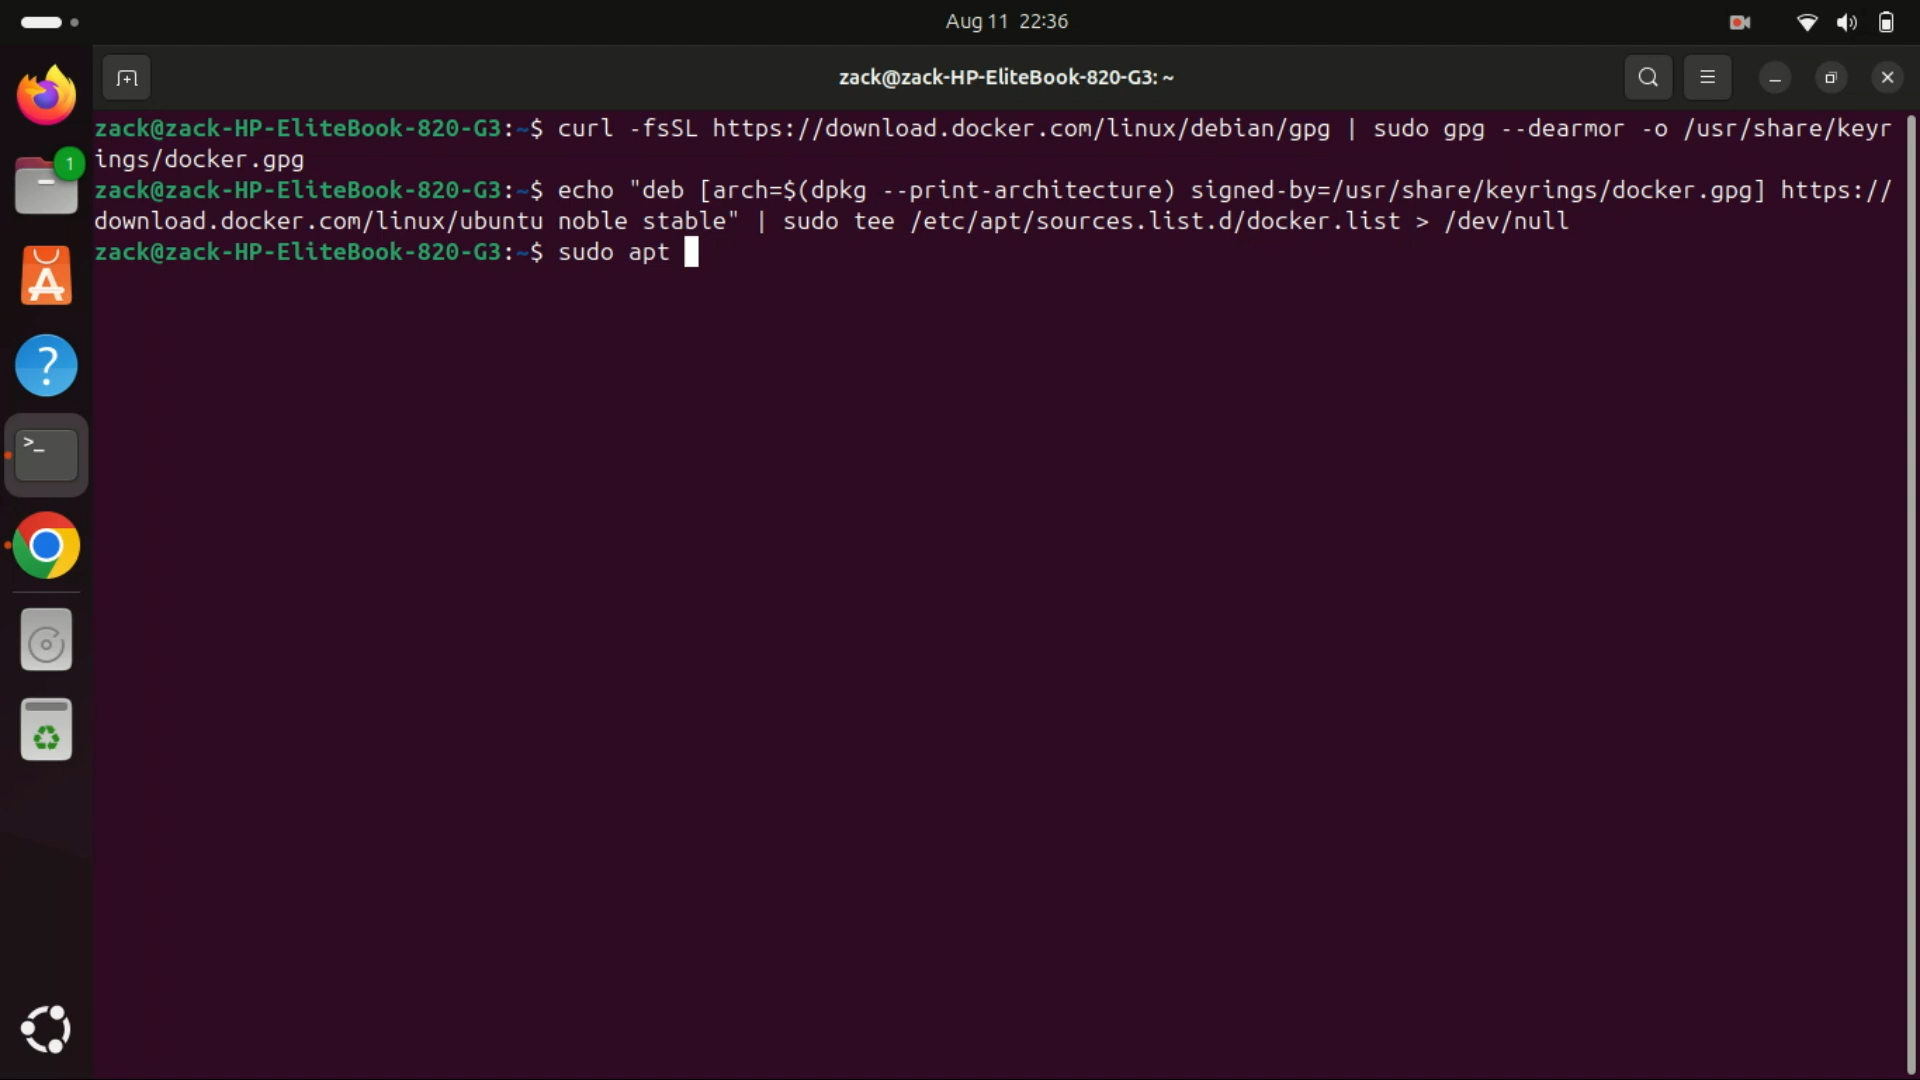 Aug 11 22:36
zack@zack-HP-EliteBook-820-G3: ~
zack@zack-HP-EliteBook-820-G3:~$ curl -fsSL https://download.docker.com/linux/debian/gpg | sudo gpg --dearmor -o /usr/share/keyr
ings/docker.gpg
zack@zack-HP-EliteBook-820-G3:~$ echo "deb [arch=$(dpkg --print-architecture) signed-by=/usr/share/keyrings/docker.gpg] https://
download.docker.com/linux/ubuntu noble stable" | sudo tee /etc/apt/sources.list.d/docker.list > /dev/null
zack@zack-HP-EliteBook-820-G3:~$ sudo apt
1
?
>_